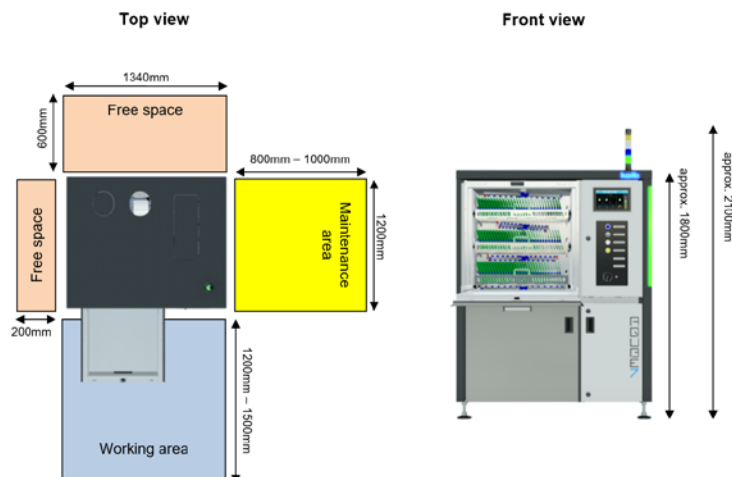 Top view
Front view
1340mm
Free space
600mm
800mm – 1000mm
Free space
Maintenance
area
1200mm
200mm
1200mm – 1500mm
Working area
approx. 1800mm
approx. 2100mm